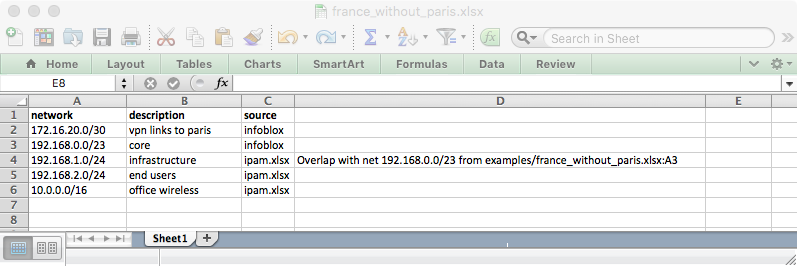 france_without_paris.xlsx
Search in Sheet
Home Layout Tables Charts SmartArt Formulas Data Review
E8 fx
A B C D E
1 network description source
2 172.16.20.0/30 vpn links to paris infoblox
3 192.168.0.0/23 core infoblox
4 192.168.1.0/24 infrastructure ipam.xlsx Overlap with net 192.168.0.0/23 from examples/france_without_paris.xlsx:A3
5 192.168.2.0/24 end users ipam.xlsx
6 10.0.0.0/16 office wireless ipam.xlsx
7
8
Sheet1